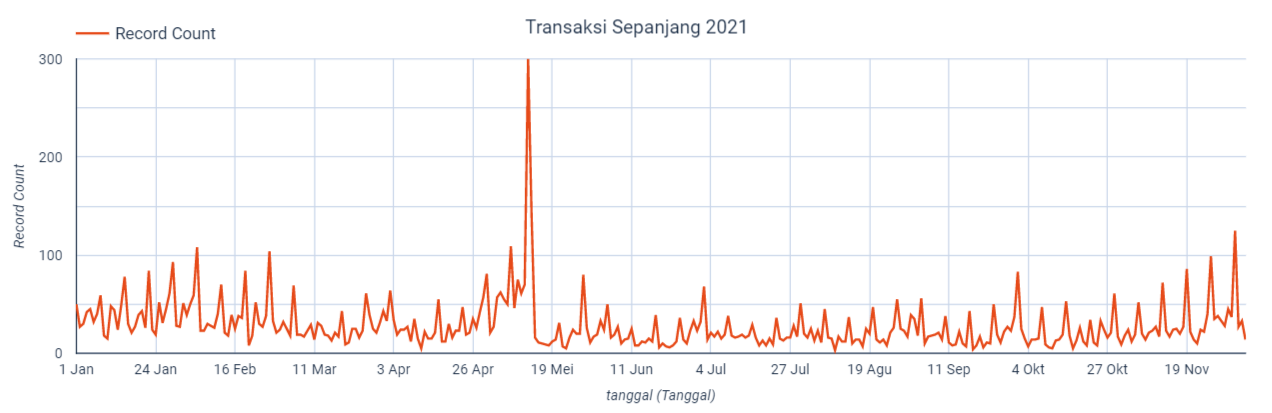 Transaksi Sepanjang 2021
Record Count
300
200
100
0
Record Count
1 Jan 24 Jan 16 Feb 11 Mar 3 Apr 26 Apr 19 Mei 11 Jun 4 Jul 27 Jul 19 Agu 11 Sep 4 Okt 27 Okt 19 Nov
tanggal (Tanggal)